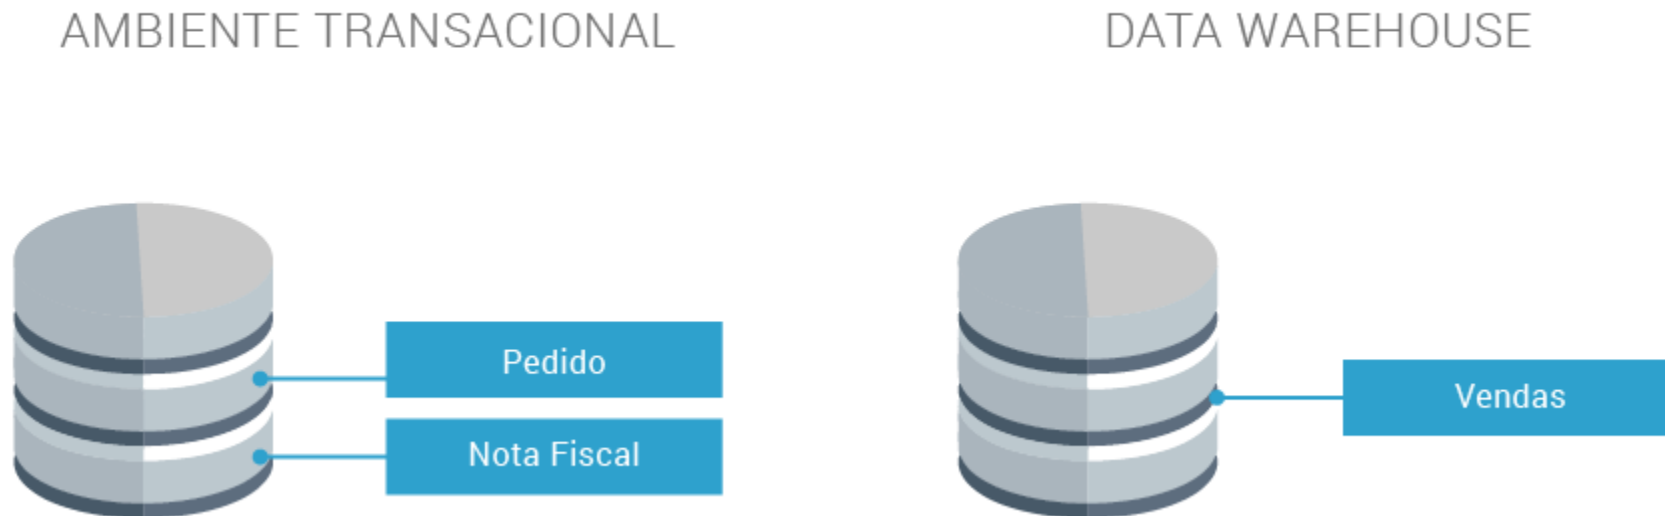 AMBIENTE TRANSACIONAL
DATA WAREHOUSE
Pedido
Nota Fiscal
Vendas